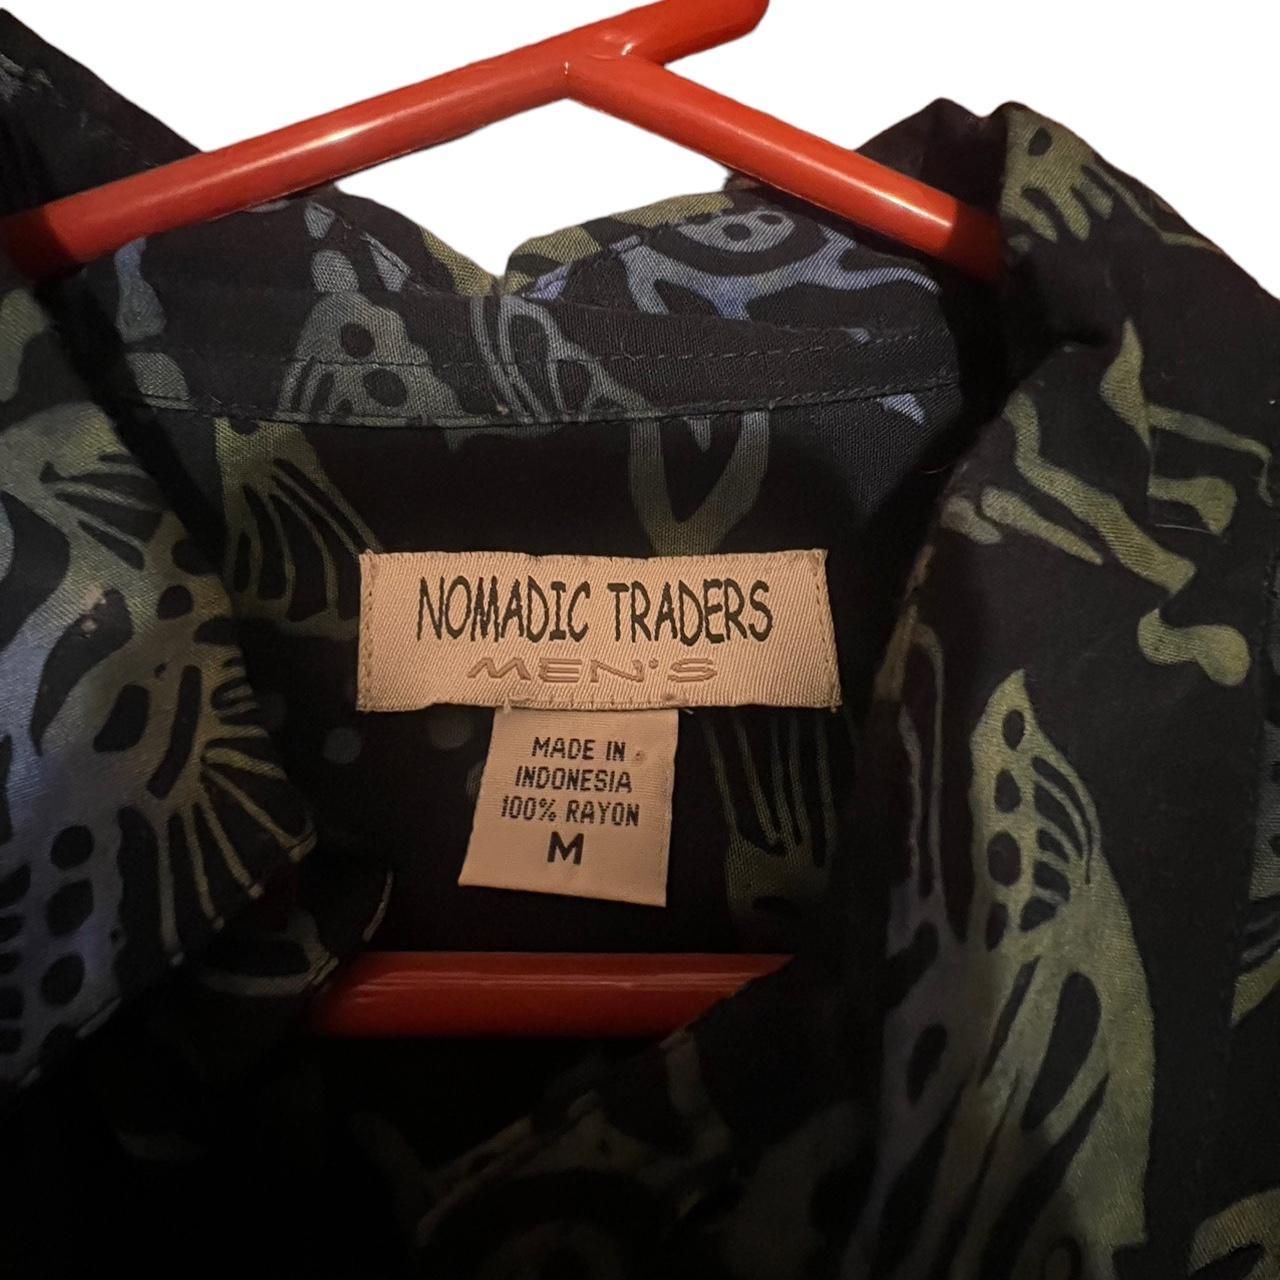 NOMADIC TRADERS
MEN'S
MADE IN
INDONESIA
100% RAYON
M